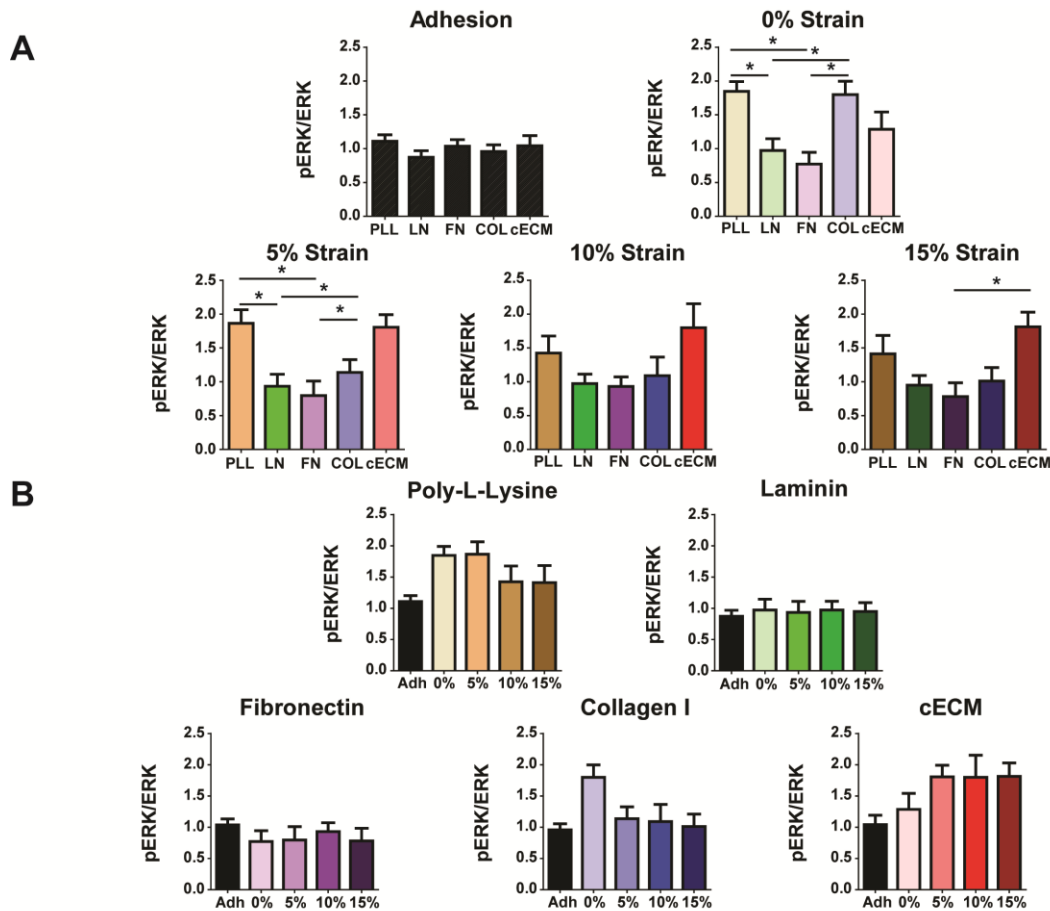 A
Adhesion
pERK/ERK
2.5
2.0
1.5
1.0
0.5
0.0
PLL LN FN COL cECM
0% Strain
pERK/ERK
2.5
2.0
1.5
1.0
0.5
0.0
* *
* *
PLL LN FN COL cECM
5% Strain
pERK/ERK
2.5
2.0
1.5
1.0
0.5
0.0
*
* *
*
PLL LN FN COL cECM
10% Strain
pERK/ERK
2.5
2.0
1.5
1.0
0.5
0.0
PLL LN FN COL cECM
15% Strain
pERK/ERK
2.5
2.0
1.5
1.0
0.5
0.0
*
PLL LN FN COL cECM
B
Poly-L-Lysine
pERK/ERK
2.5
2.0
1.5
1.0
0.5
0.0
Adh 0% 5% 10% 15%
Laminin
pERK/ERK
2.5
2.0
1.5
1.0
0.5
0.0
Adh 0% 5% 10% 15%
Fibronectin
pERK/ERK
2.5
2.0
1.5
1.0
0.5
0.0
Adh 0% 5% 10% 15%
Collagen I
pERK/ERK
2.5
2.0
1.5
1.0
0.5
0.0
Adh 0% 5% 10% 15%
cECM
pERK/ERK
2.5
2.0
1.5
1.0
0.5
0.0
Adh 0% 5% 10% 15%